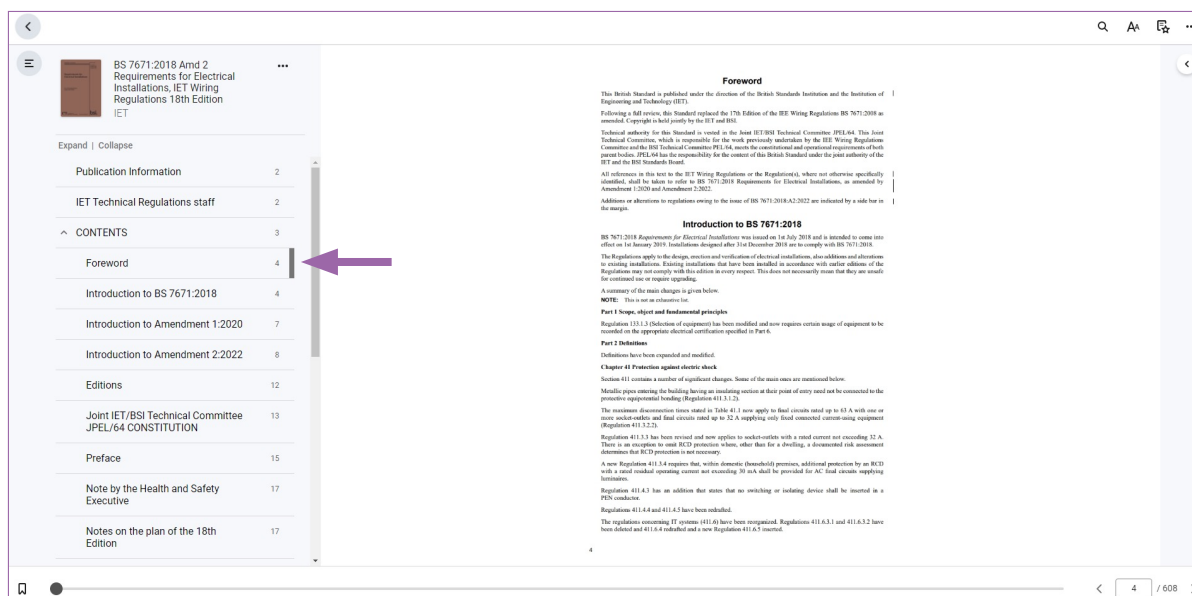 BS 7671:2018 Amd 2
Requirements for Electrical
Installations, IET Wiring
Regulations 18th Edition
IET
Expand | Collapse
Publication Information 2
IET Technical Regulations staff 2
CONTENTS 3
Foreword 4
Introduction to BS 7671:2018 4
Introduction to Amendment 1:2020 7
Introduction to Amendment 2:2022 8
Editions 12
Joint IET/BSI Technical Committee 13
JPEL/64 CONSTITUTION
Preface 15
Note by the Health and Safety 17
Executive
Notes on the plan of the 18th 17
Edition
AA
Foreword
This British Standard is published under the direction of the British Standards Institution and the Institution of
Engineering and Technology (IET).
Following a full review, this Standard replaced the 17th Edition of the IEE Wiring Regulations BS 7671:2008 as
amended. Copyright is held jointly by the IET and BSI.
Technical authority for this Standard is vested in the Joint IET/BSI Technical Committee JPEL/64. This Joint
Technical Committee, which is responsible for the work previously undertaken by the IEE Wiring Regulations
Committee and the BSI Technical Committee PEL/64, meets the constitutional and operational requirements of both
parent bodies. JPEL/64 has the responsibility for the content of this British Standard under the joint authority of the
IET and the BSI Standards Board.
All references in this text to the IET Wiring Regulations or the Regulation(s), where not otherwise specifically
identified, shall be taken to refer to BS 7671:2018 Requirements for Electrical Installations, as amended by
Amendment 1:2020 and Amendment 2:2022.
Additions or alterations to regulations owing to the issue of BS 7671:2018:A2:2022 are indicated by a side bar in
the margin.
Introduction to BS 7671:2018
BS 7671:2018 Requirements for Electrical Installations was issued on 1st July 2018 and is intended to come into
effect on 1st January 2019. Installations designed after 31st December 2018 are to comply with BS 7671:2018.
The Regulations apply to the design, erection and verification of electrical installations, also additions and alterations
to existing installations. Existing installations that have been installed in accordance with earlier editions of the
Regulations may not comply with this edition in every respect. This does not necessarily mean that they are unsafe
for continued use or require upgrading.
A summary of the main changes is given below.
NOTE: This is not an exhaustive list.
Part 1 Scope, object and fundamental principles
Regulation 133.1.3 (Selection of equipment) has been modified and now requires certain usage of equipment to be
recorded on the appropriate electrical certification specified in Part 6.
Part 2 Definitions
Definitions have been expanded and modified.
Chapter 41 Protection against electric shock
Section 411 contains a number of significant changes. Some of the main ones are mentioned below.
Metallic pipes entering the building having an insulating section at their point of entry need not be connected to the
protective equipotential bonding (Regulation 411.3.1.2).
The maximum disconnection times stated in Table 41.1 now apply to final circuits rated up to 63 A with one or
more socket-outlets and final circuits rated up to 32 A supplying only fixed connected current-using equipment
(Regulation 411.3.2.2).
Regulation 411.3.3 has been revised and now applies to socket-outlets with a rated current not exceeding 32 A.
There is an exception to omit RCD protection where, other than for a dwelling, a documented risk assessment
determines that RCD protection is not necessary.
A new Regulation 411.3.4 requires that, within domestic (household) premises, additional protection by an RCD
with a rated residual operating current not exceeding 30 mA shall be provided for AC final circuits supplying
luminaires.
Regulation 411.4.3 has an addition that states that no switching or isolating device shall be inserted in a
PEN conductor.
Regulations 411.4.4 and 411.4.5 have been redrafted.
The regulations concerning IT systems (411.6) have been reorganized. Regulations 411.6.3.1 and 411.6.3.2 have
been deleted and 411.6.4 redrafted and a new Regulation 411.6.5 inserted.
4
4 / 608